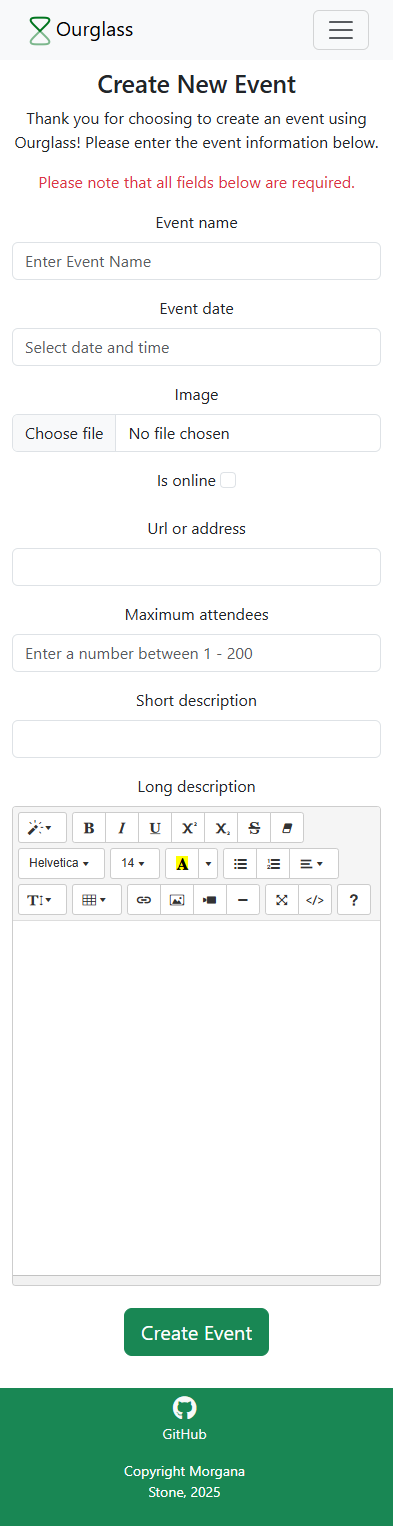 Ourglass
Create New Event
Thank you for choosing to create an event using
Ourglass! Please enter the event information below.
Please note that all fields below are required.
Event name
Enter Event Name
Event date
Select date and time
Image
Choose file No file chosen
Is online
Url or address
Maximum attendees
Enter a number between 1 - 200
Short description
Long description
B I U X² X₂ S
Helvetica 14 A
T </> ?
Create Event
GitHub
Copyright Morgana
Stone, 2025